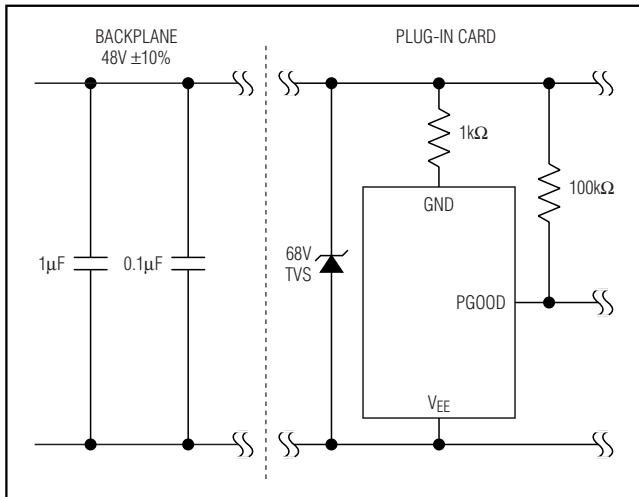 BACKPLANE
48V ±10%
PLUG-IN CARD
1kΩ
GND
100kΩ
1µF
0.1µF
68V
TVS
PGOOD
VEE